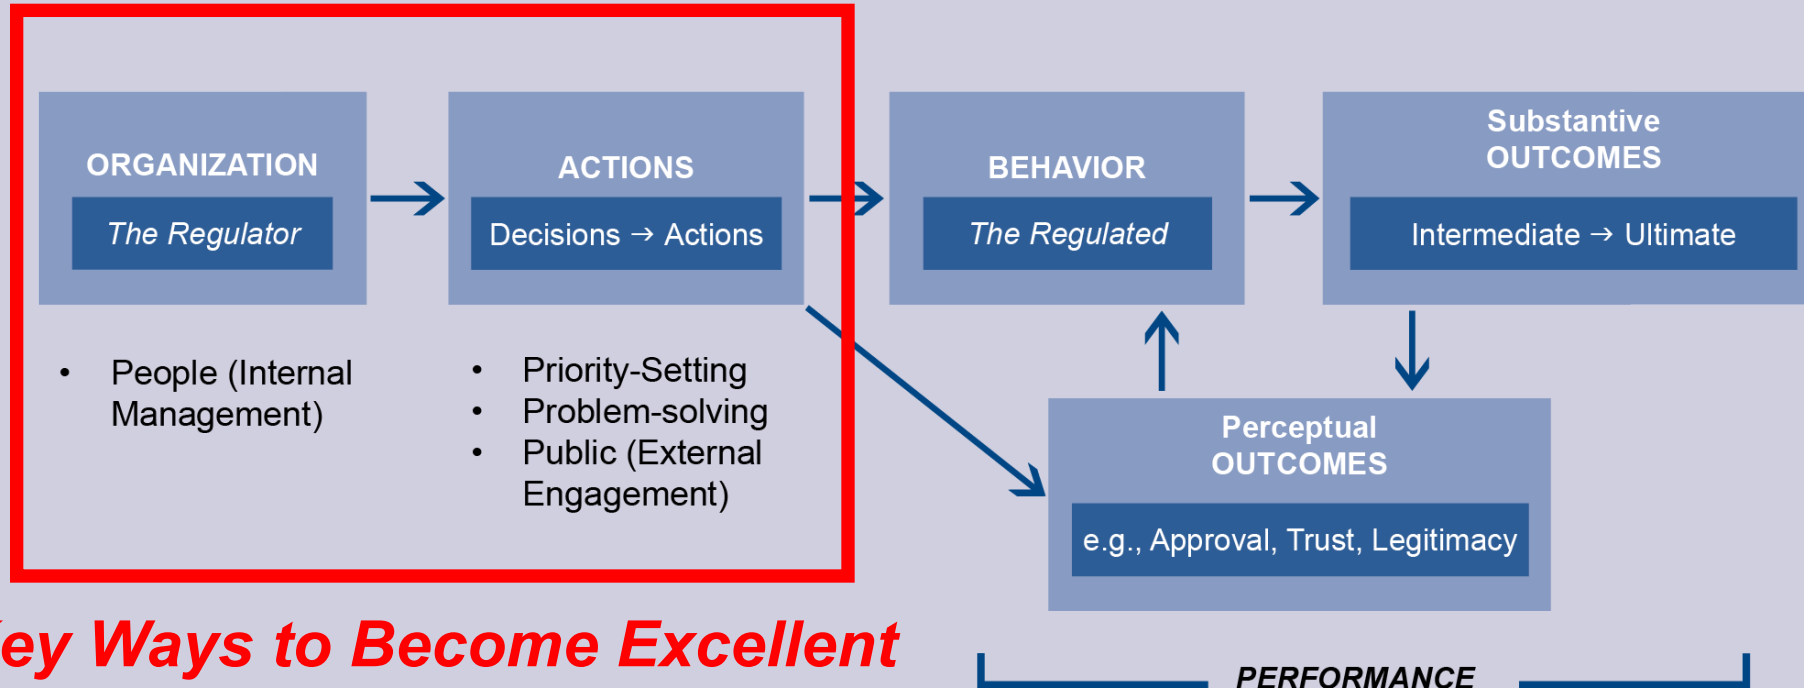 ORGANIZATION
The Regulator
• People (Internal
Management)
ACTIONS
Decisions → Actions
• Priority-Setting
• Problem-solving
• Public (External
Engagement)
BEHAVIOR
The Regulated
Substantive
OUTCOMES
Intermediate → Ultimate
Perceptual
OUTCOMES
e.g., Approval, Trust, Legitimacy
Ways to Become Excellent
PERFORMANCE